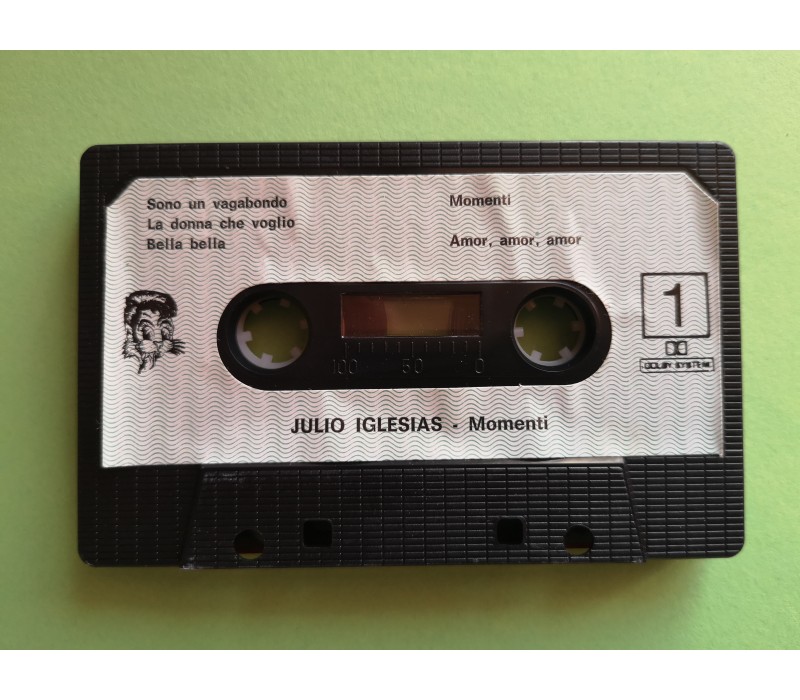 Sono un vagabondo
La donna che voglio
Bella bella
Momenti
Amor, amor, amor
1
DOLBY SYSTEM
100 50 0
JULIO IGLESIAS - Momenti